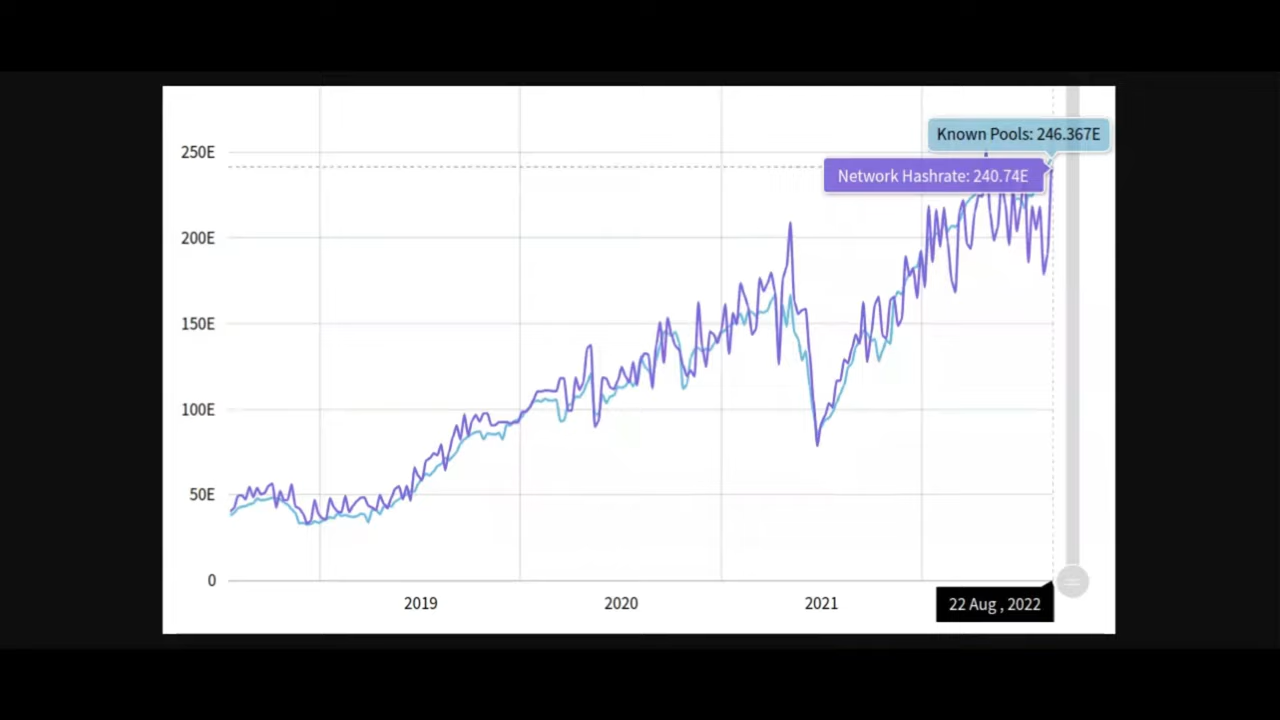 Known Pools: 246.367E
Network Hashrate: 240.74E
250E
200E
150E
100E
50E
0
2019 2020 2021 22 Aug , 2022